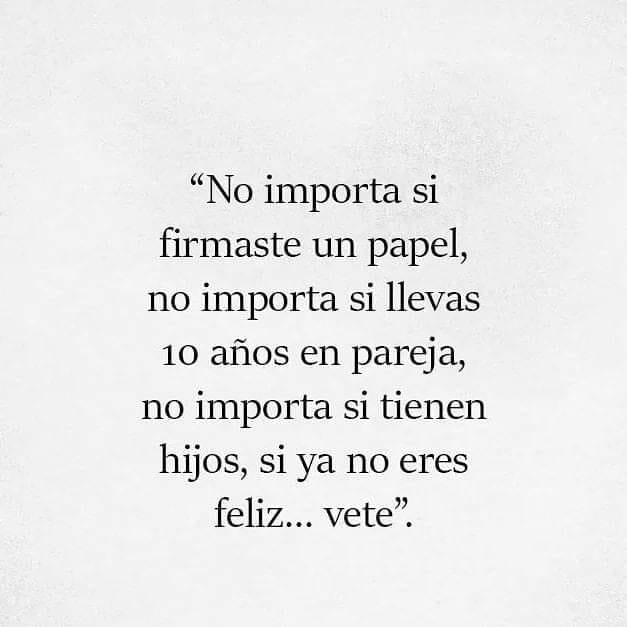 “No importa si
firmaste un papel,
no importa si llevas
10 años en pareja,
no importa si tienen
hijos, si ya no eres
feliz... vete”.